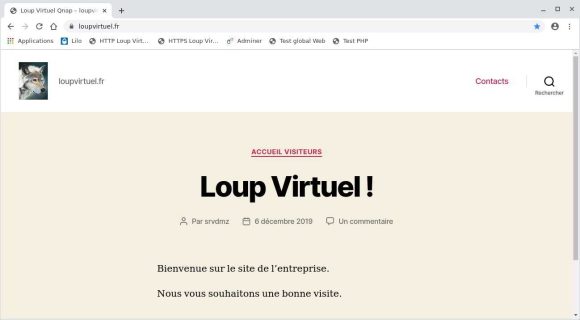 Loup Virtuel Qnap – loupvi
loupvirtuel.fr
Applications
Lilo
HTTP Loup Virt...
HTTPS Loup Vir...
Adminer
Test global Web
Test PHP
loupvirtuel.fr
Contacts
Rechercher
ACCUEIL VISITEURS
Loup Virtuel !
Par srvdmz
6 décembre 2019
Un commentaire
Bienvenue sur le site de l'entreprise.
Nous vous souhaitons une bonne visite.